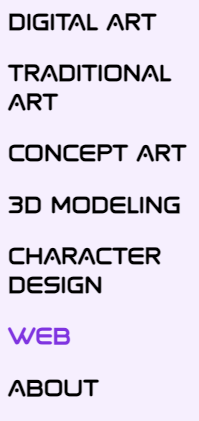 DIGITAL ART
TRADITIONAL
ART
CONCEPT ART
3D MODELING
CHARACTER
DESIGN
WEB
ABOUT